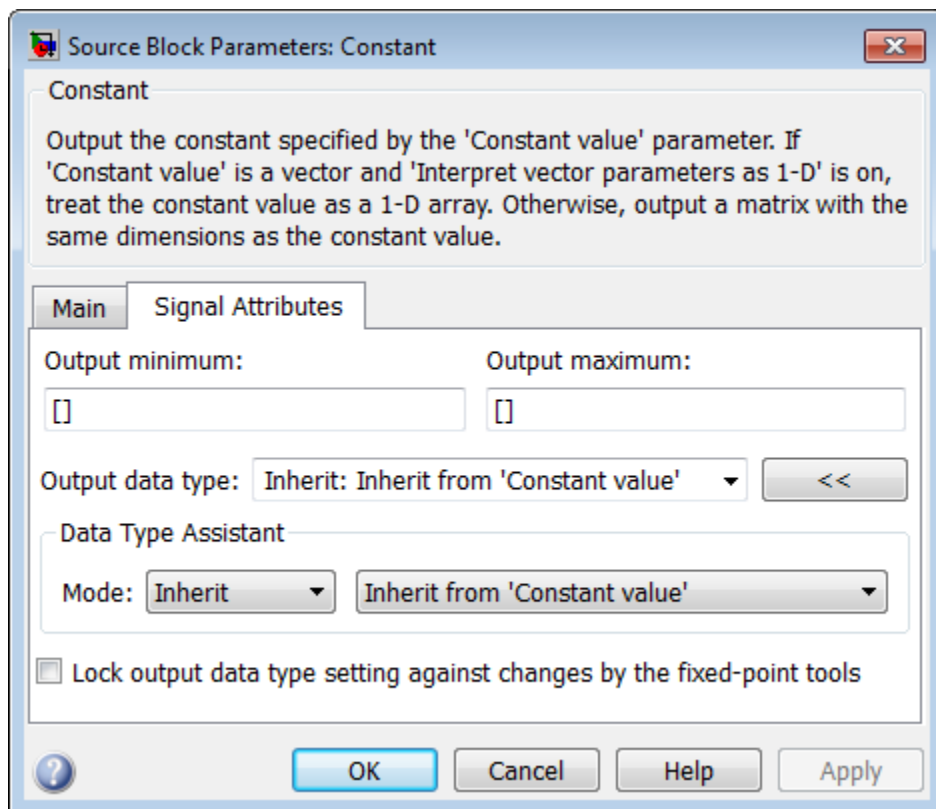 Source Block Parameters: Constant
Constant
Output the constant specified by the 'Constant value' parameter. If
'Constant value' is a vector and 'Interpret vector parameters as 1-D' is on,
treat the constant value as a 1-D array. Otherwise, output a matrix with the
same dimensions as the constant value.
Main Signal Attributes
Output minimum: Output maximum:
[] []
Output data type: Inherit: Inherit from 'Constant value' <<
Data Type Assistant
Mode: Inherit Inherit from 'Constant value'
Lock output data type setting against changes by the fixed-point tools
? OK Cancel Help Apply